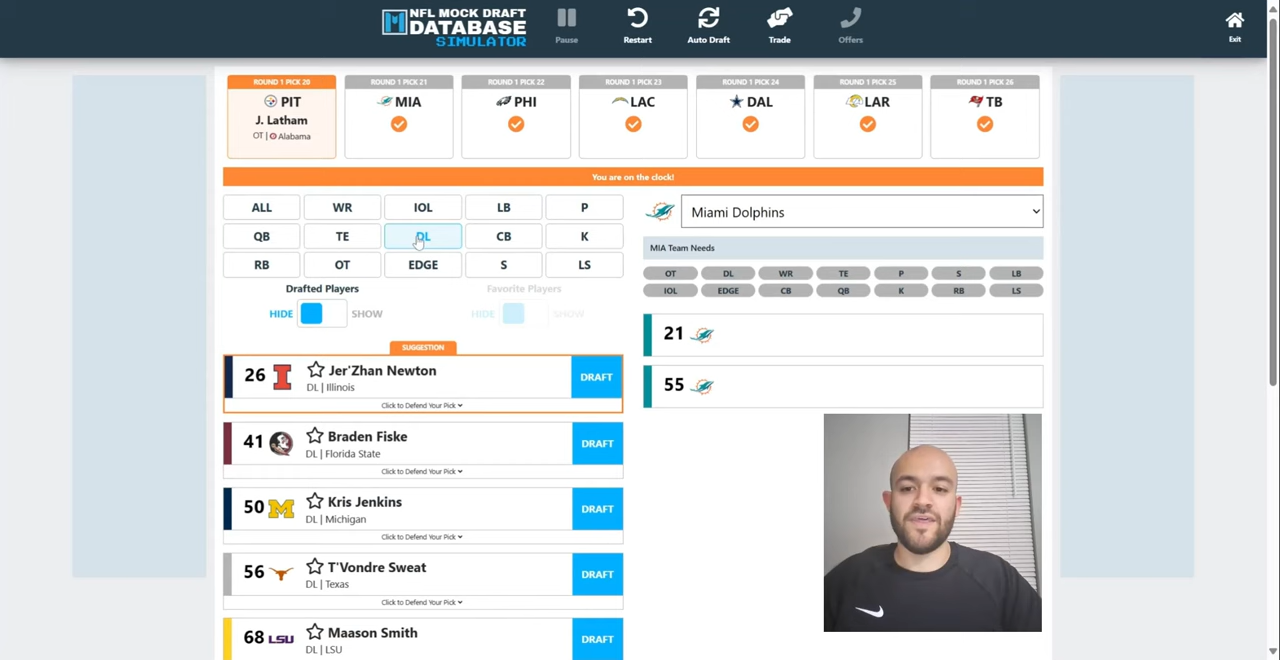 NFL MOCK DRAFT
DATABASE
SIMULATOR
Pause
Restart
Auto Draft
Trade
Offers
Exit
ROUND 1 PICK 20
PIT
J. Latham
OT | Alabama
ROUND 1 PICK 21
MIA
ROUND 1 PICK 22
PHI
ROUND 1 PICK 23
LAC
ROUND 1 PICK 24
DAL
ROUND 1 PICK 25
LAR
ROUND 1 PICK 26
TB
You are on the clock!
ALL WR IOL LB P
QB TE DL CB K
RB OT EDGE S LS
Drafted Players
HIDE SHOW
Favorite Players
HIDE SHOW
SUGGESTION
26 Jer'Zhan Newton DRAFT
DL | Illinois
Click to Defend Your Pick
41 Braden Fiske DRAFT
DL | Florida State
Click to Defend Your Pick
50 Kris Jenkins DRAFT
DL | Michigan
Click to Defend Your Pick
56 T'Vondre Sweat DRAFT
DL | Texas
Click to Defend Your Pick
68 LSU Maason Smith DRAFT
DL | LSU
Miami Dolphins
MIA Team Needs
OT DL WR TE P S LB
IOL EDGE CB QB K RB LS
21
55